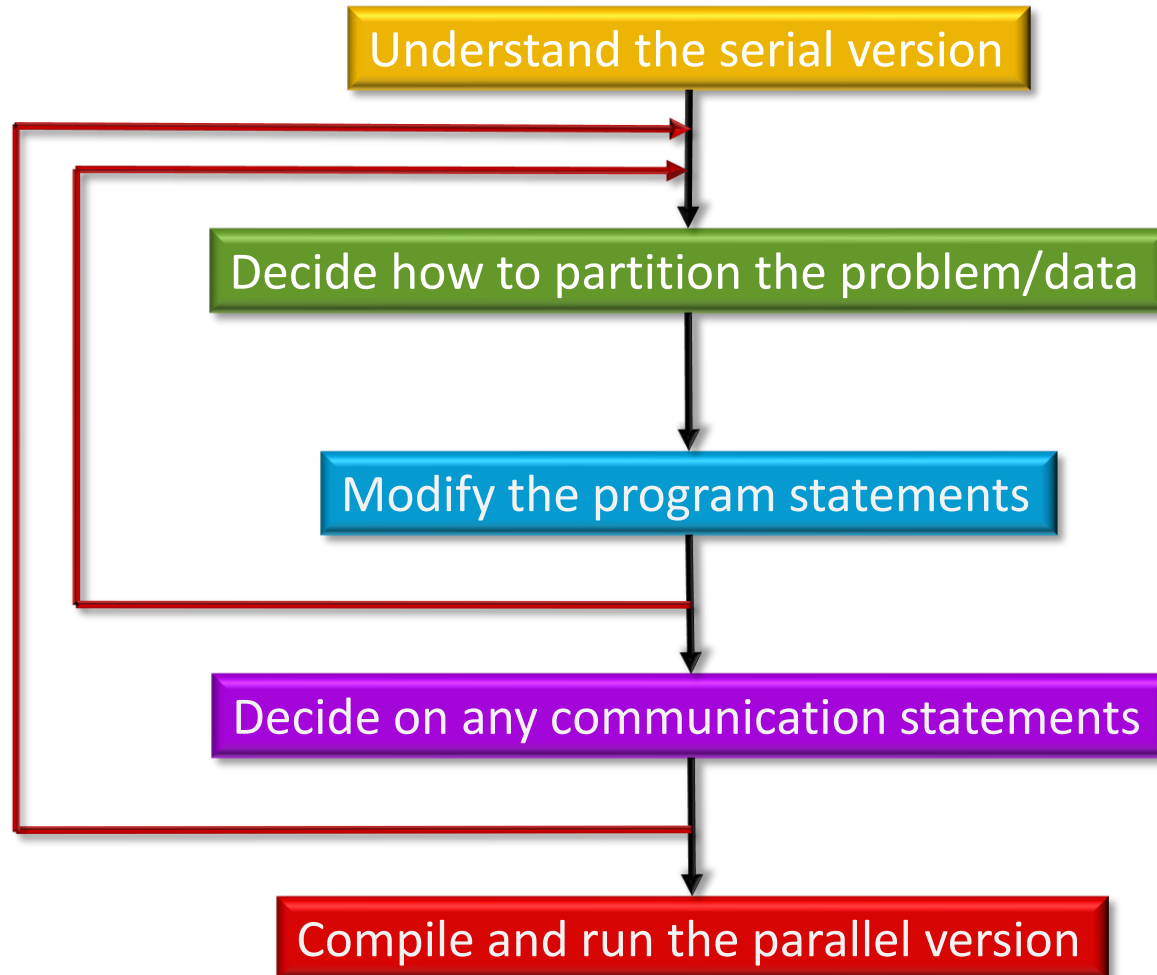 Understand the serial version
Decide how to partition the problem/data
Modify the program statements
Decide on any communication statements
Compile and run the parallel version